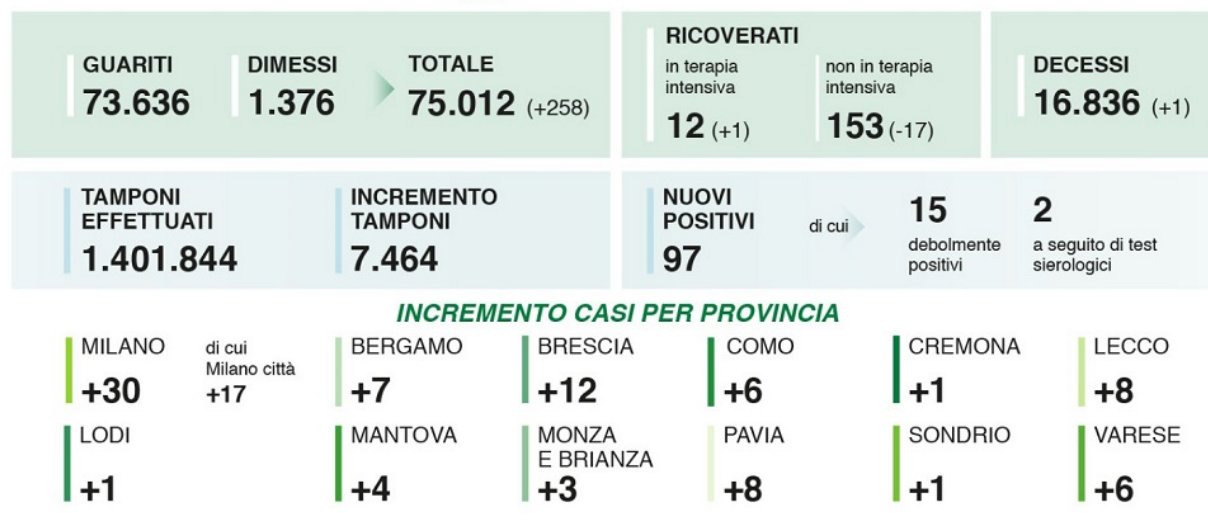 GUARITI
73.636
DIMESSI
1.376
TOTALE
75.012 (+258)
RICOVERATI
in terapia
intensiva
12 (+1)
non in terapia
intensiva
153 (-17)
DECESSI
16.836 (+1)
TAMPONI
EFFETTUATI
1.401.844
INCREMENTO
TAMPONI
7.464
NUOVI
POSITIVI
97
di cui
15
debolmente
positivi
2
a seguito di test
sierologici
INCREMENTO CASI PER PROVINCIA
MILANO
+30
di cui
Milano città
+17
BERGAMO
+7
BRESCIA
+12
COMO
+6
CREMONA
+1
LECCO
+8
LODI
+1
MANTOVA
+4
MONZA
E BRIANZA
+3
PAVIA
+8
SONDRIO
+1
VARESE
+6